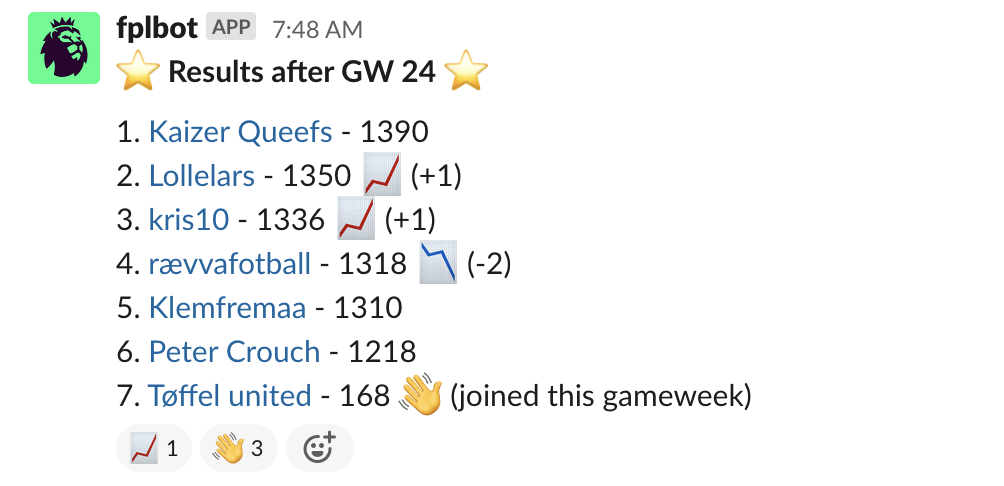 fplbot APP 7:48 AM
⭐ Results after GW 24 ⭐
1. Kaizer Queefs - 1390
2. Lollelars - 1350 📈 (+1)
3. kris10 - 1336 📈 (+1)
4. rævvafotball - 1318 📉 (-2)
5. Klemfremaa - 1310
6. Peter Crouch - 1218
7. Tøffel united - 168 👋 (joined this gameweek)
📈 1 👋 3